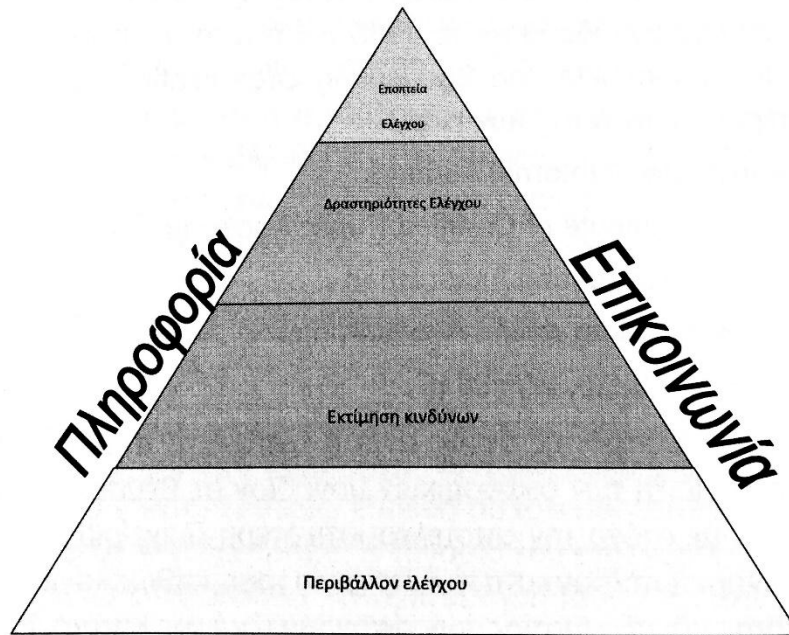 Εποπτεία
Ελέγχου
Δραστηριότητες Ελέγχου
Πληροφορία
Επικοινωνία
Εκτίμηση κινδύνων
Περιβάλλον ελέγχου